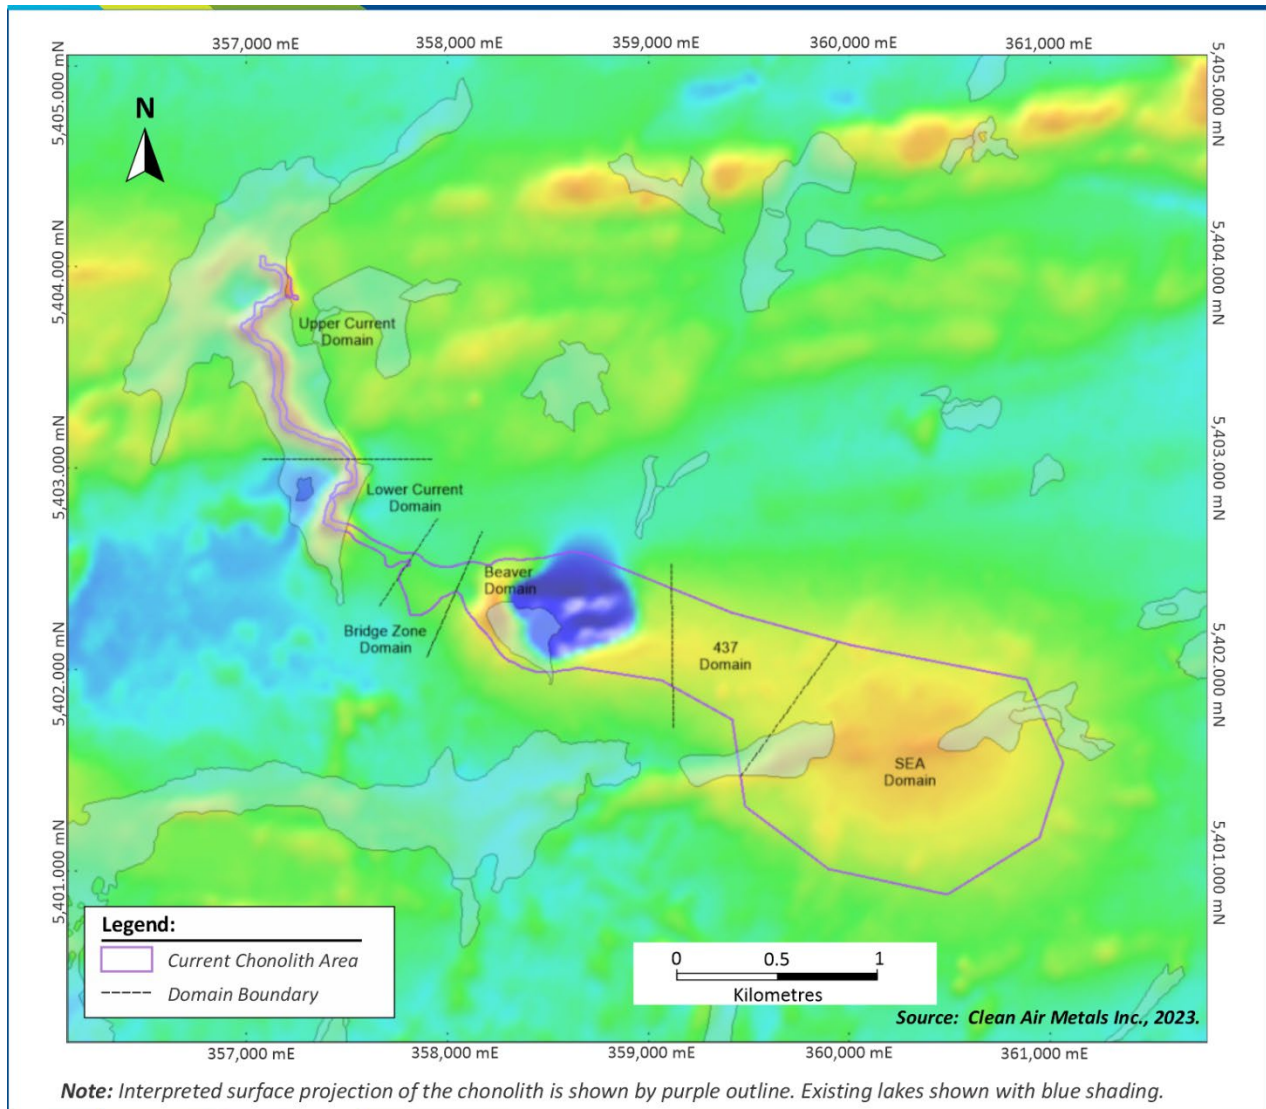 357,000 mE 358,000 mE 359,000 mE 360,000 mE 361,000 mE
5,405.000 mN
5,405.000 mN
N
5,404.000 mN
5,404.000 mN
Upper Current
Domain
5,403.000 mN
5,403.000 mN
Lower Current
Domain
Beaver
Domain
Bridge Zone
Domain
437
Domain
5,402.000 mN
5,402.000 mN
SEA
Domain
5,401.000 mN
5,401.000 mN
Legend:
Current Chonolith Area
Domain Boundary
0 0.5 1
Kilometres
Source: Clean Air Metals Inc., 2023.
357,000 mE 358,000 mE 359,000 mE 360,000 mE 361,000 mE
Note: Interpreted surface projection of the chonolith is shown by purple outline. Existing lakes shown with blue shading.